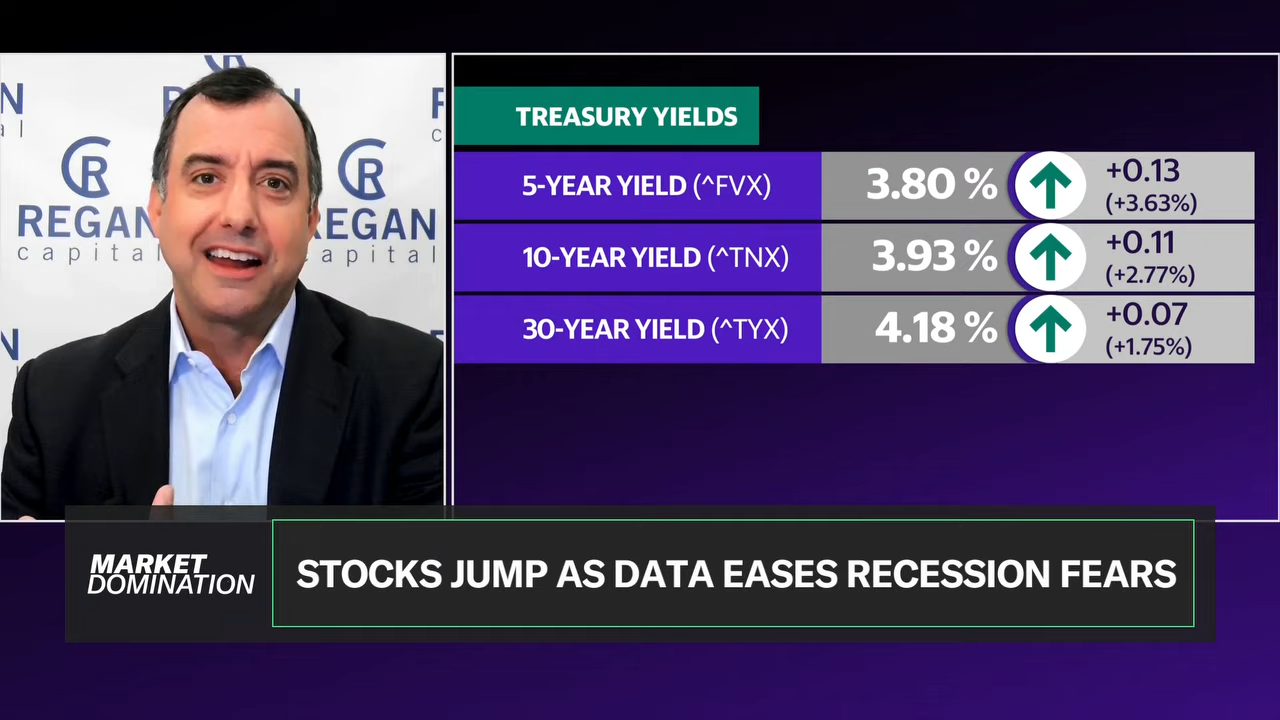 REGAN
capital
REGAN
capital
TREASURY YIELDS
5-YEAR YIELD (^FVX) 3.80 % +0.13 (+3.63%)
10-YEAR YIELD (^TNX) 3.93 % +0.11 (+2.77%)
30-YEAR YIELD (^TYX) 4.18 % +0.07 (+1.75%)
MARKET
DOMINATION
STOCKS JUMP AS DATA EASES RECESSION FEARS